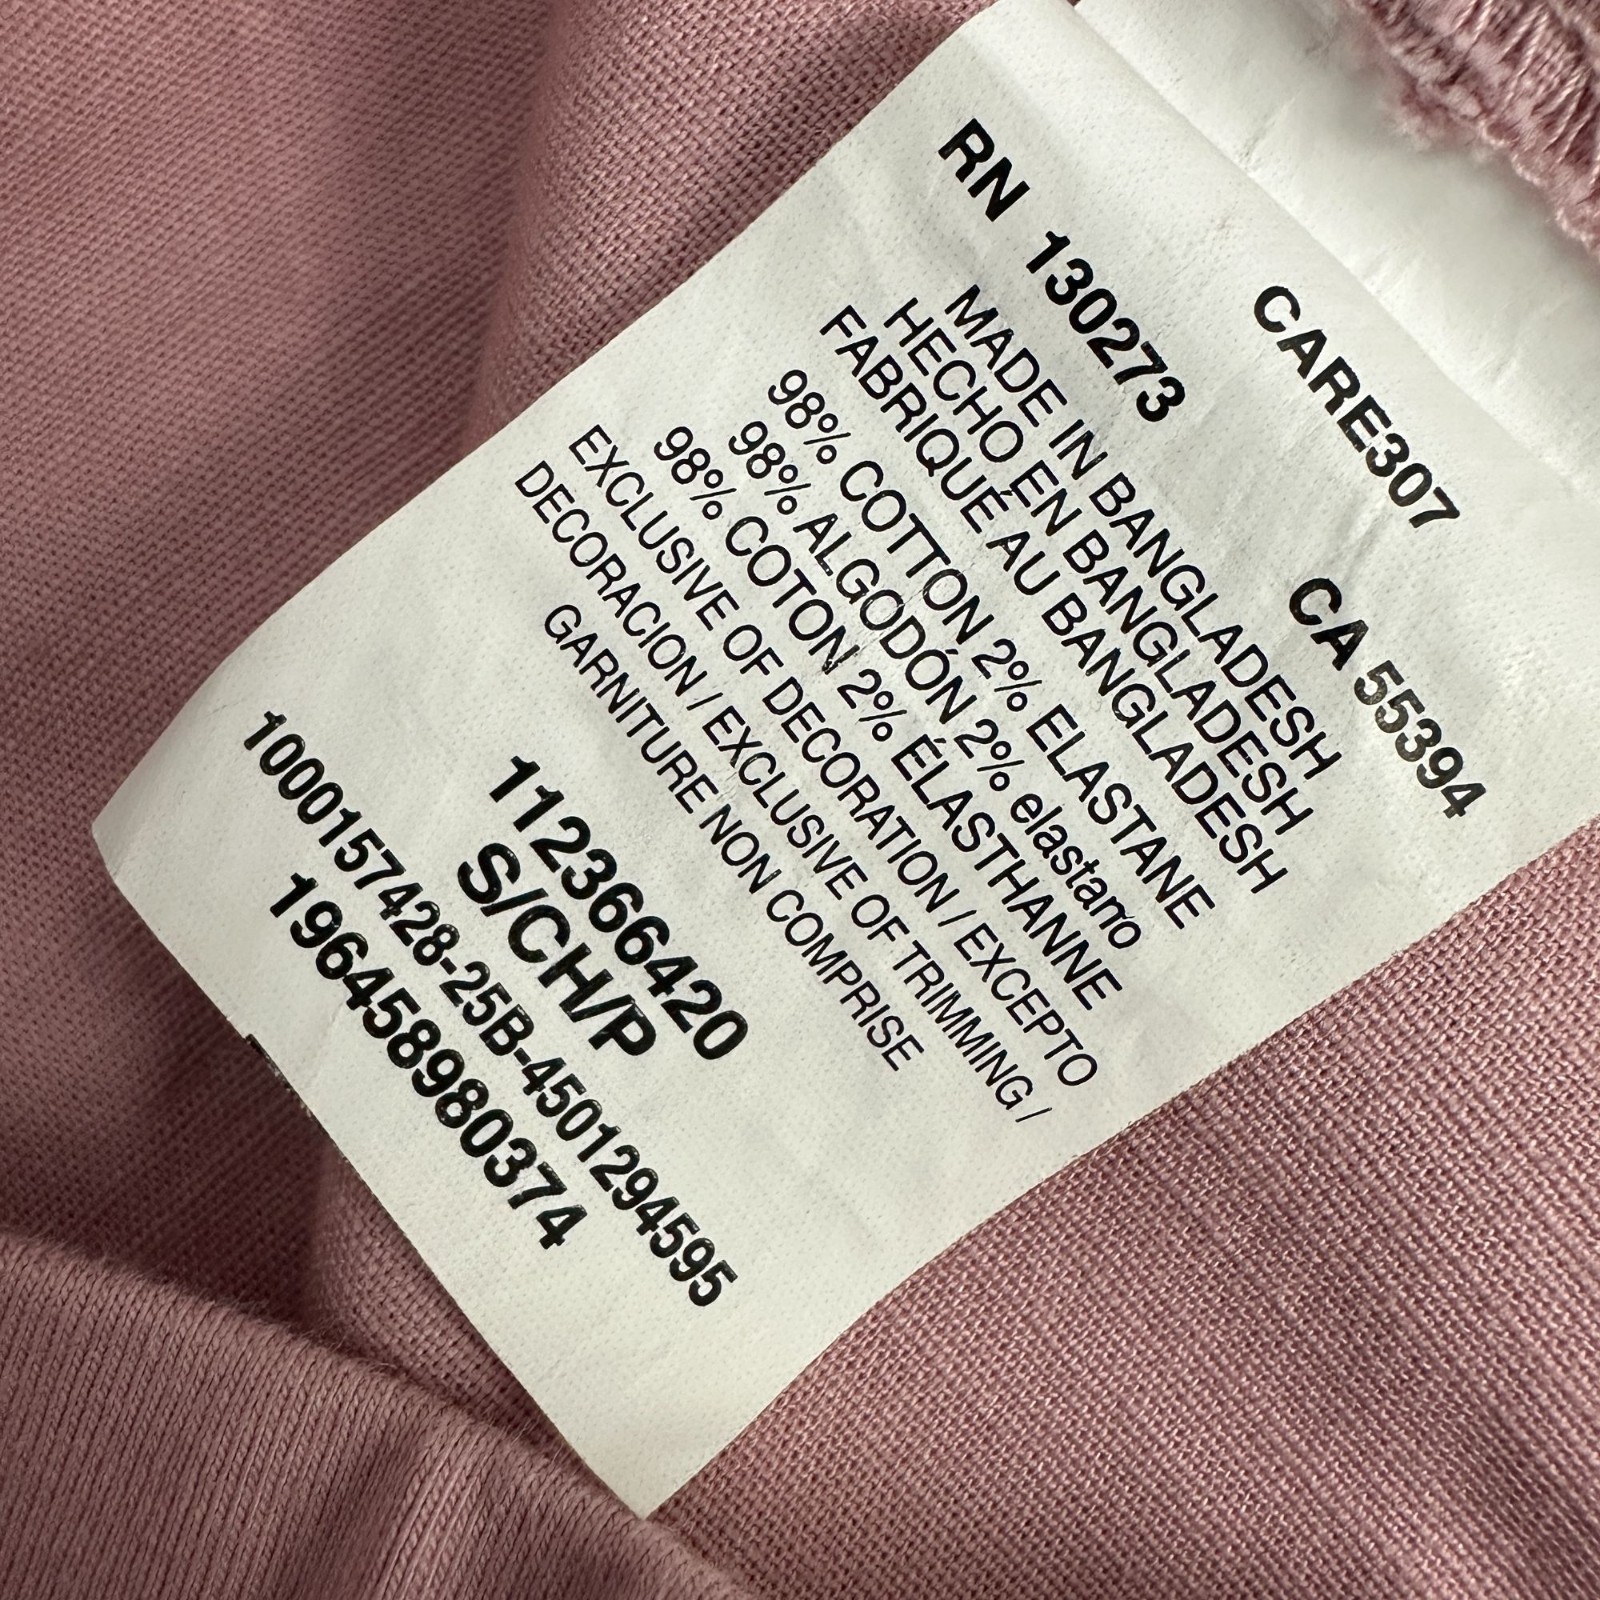 CARE307
RN 130273 CA 55394
MADE IN BANGLADESH
HECHO EN BANGLADESH
FABRIQUÉ AU BANGLADESH
98% COTTON 2% ELASTANE
98% ALGODÓN 2% elastano
98% COTON 2% ÉLASTHANNE
EXCLUSIVE OF DECORATION / EXCEPTO
DECORACION / EXCLUSIVE OF TRIMMING /
GARNITURE NON COMPRISE
112366420
S/CH/P
1000157428-25B-4501294595
196458980374